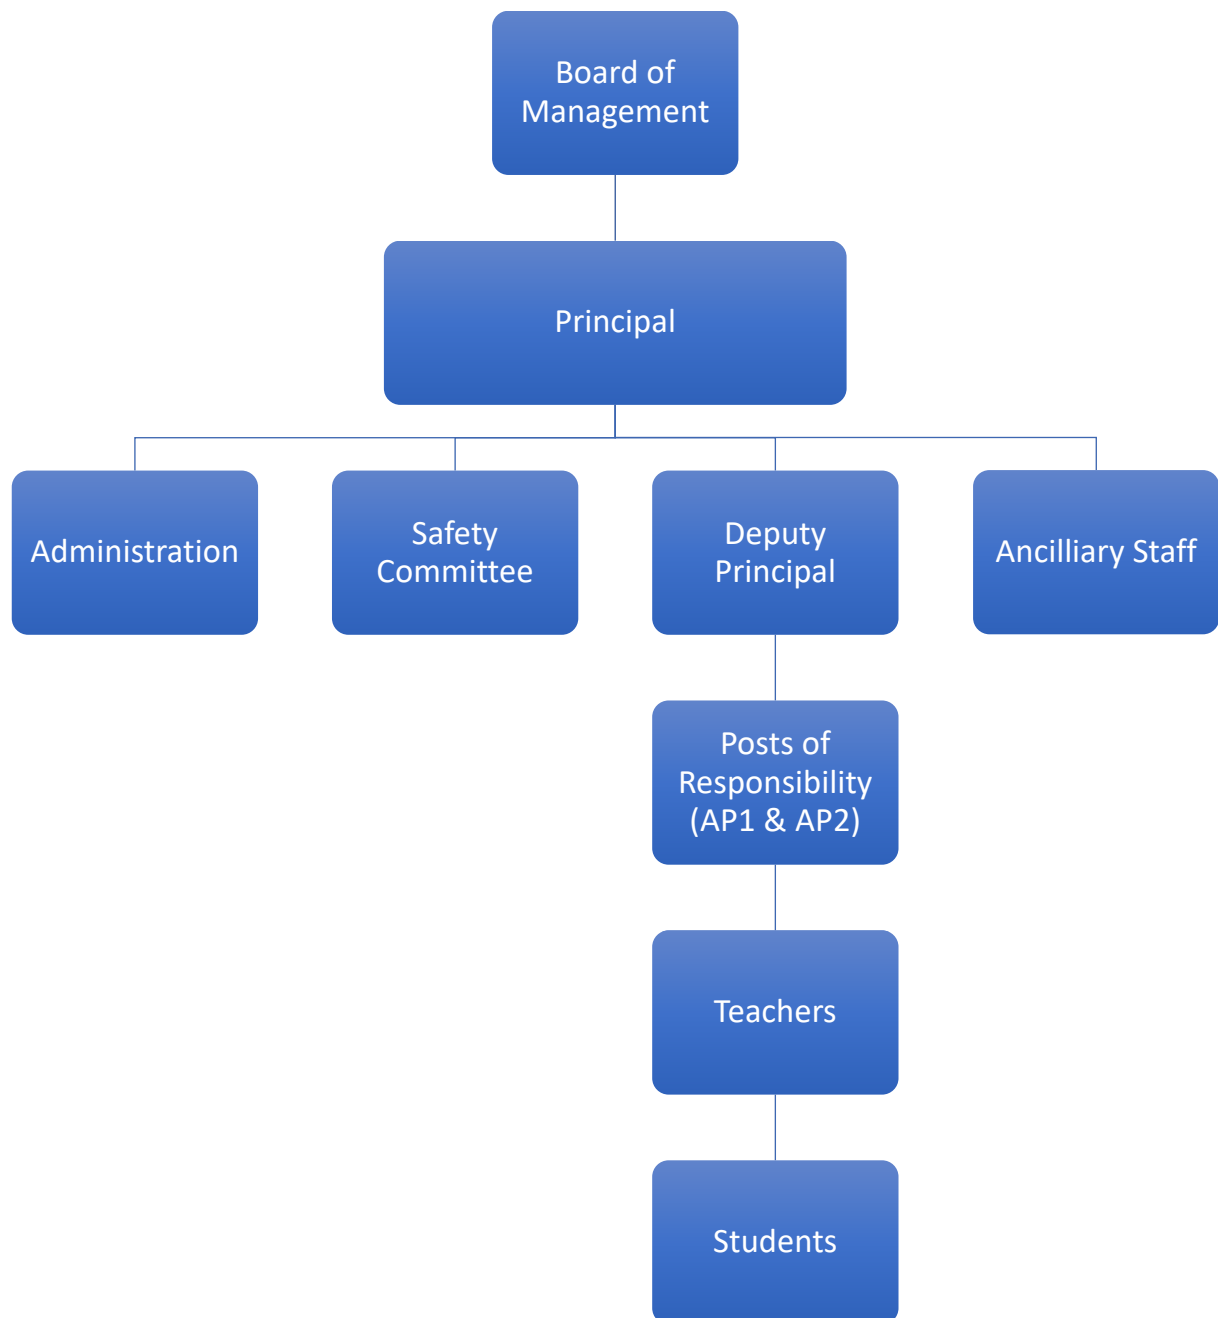 Board of
Management
Principal
Administration
Safety
Committee
Deputy
Principal
Ancilliary Staff
Posts of
Responsibility
(AP1 & AP2)
Teachers
Students